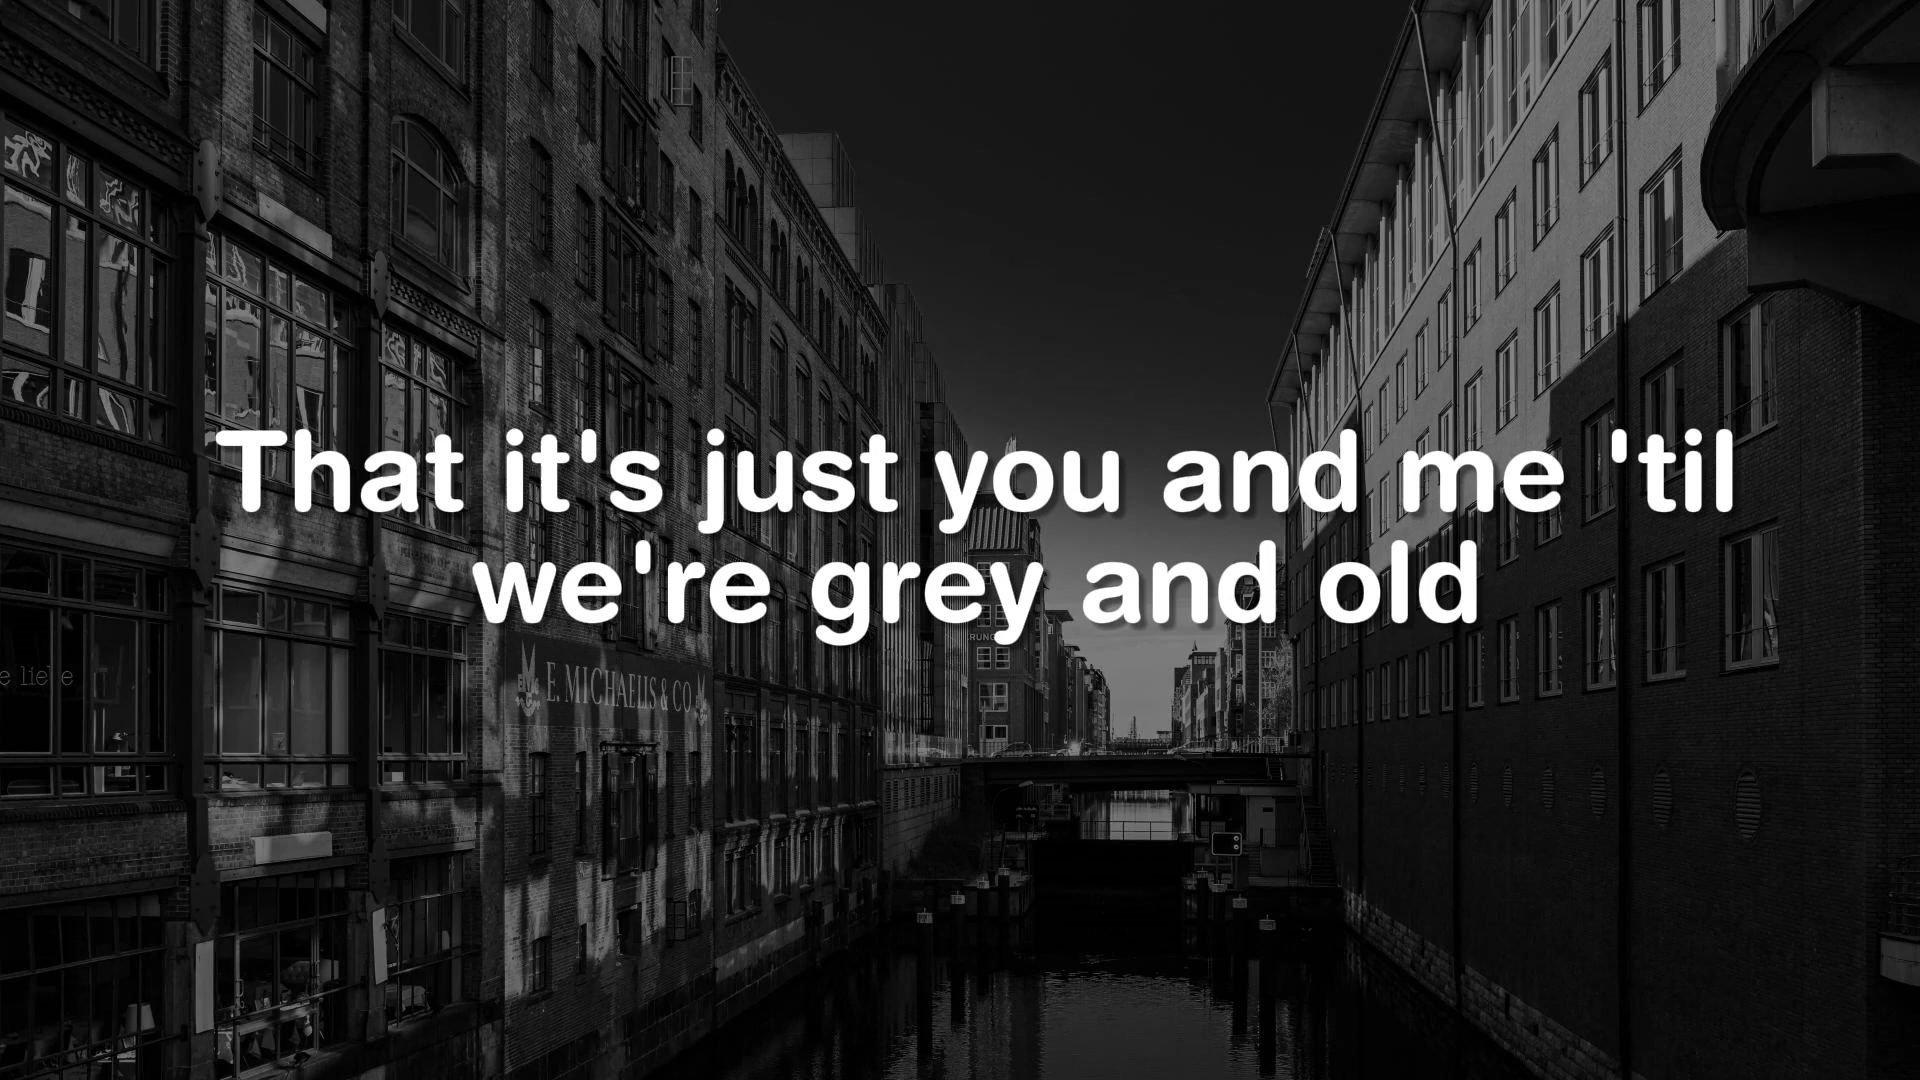 That it's just you and me 'til
we're grey and old
E. MICHAELIS & CO.